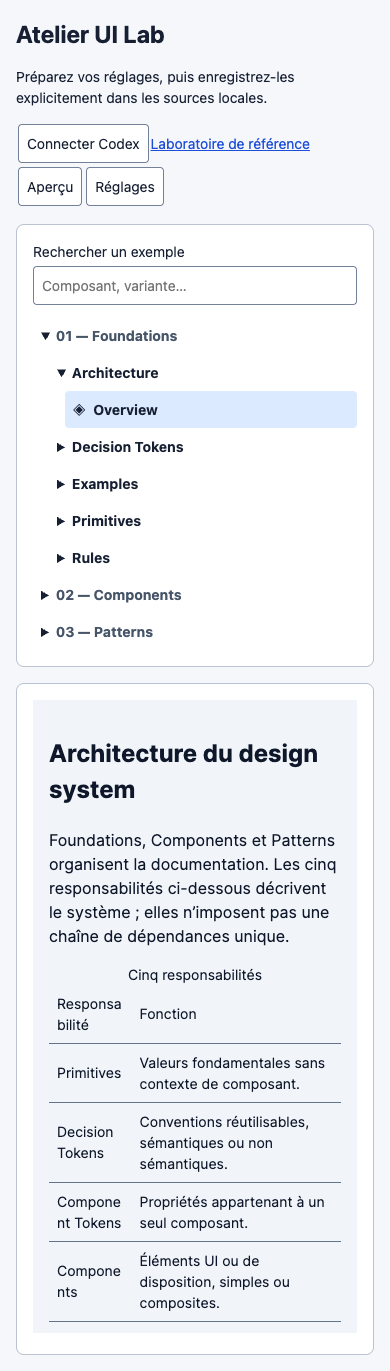 Atelier UI Lab
Préparez vos réglages, puis enregistrez-les
explicitement dans les sources locales.
Connecter Codex Laboratoire de référence
Aperçu Réglages
Rechercher un exemple
Composant, variante…
01 — Foundations
Architecture
Overview
Decision Tokens
Examples
Primitives
Rules
02 — Components
03 — Patterns
Architecture du design
system
Foundations, Components et Patterns
organisent la documentation. Les cinq
responsabilités ci-dessous décrivent
le système ; elles n’imposent pas une
chaîne de dépendances unique.
Cinq responsabilités
Responsa
bilité
Fonction
Primitives
Valeurs fondamentales sans
contexte de composant.
Decision
Tokens
Conventions réutilisables,
sémantiques ou non
sémantiques.
Compone
nt Tokens
Propriétés appartenant à un
seul composant.
Compone
nts
Éléments UI ou de
disposition, simples ou
composites.